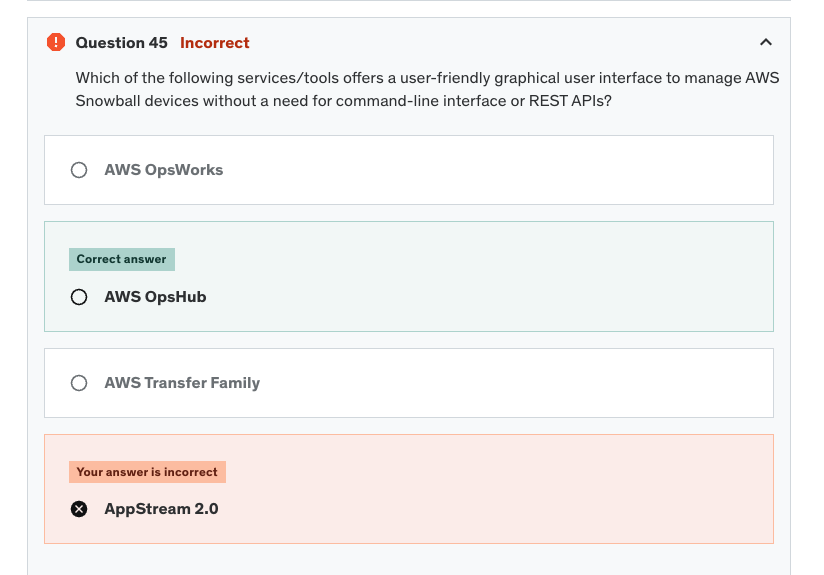 Question 45 Incorrect
Which of the following services/tools offers a user-friendly graphical user interface to manage AWS
Snowball devices without a need for command-line interface or REST APIs?
AWS OpsWorks
Correct answer
AWS OpsHub
AWS Transfer Family
Your answer is incorrect
AppStream 2.0